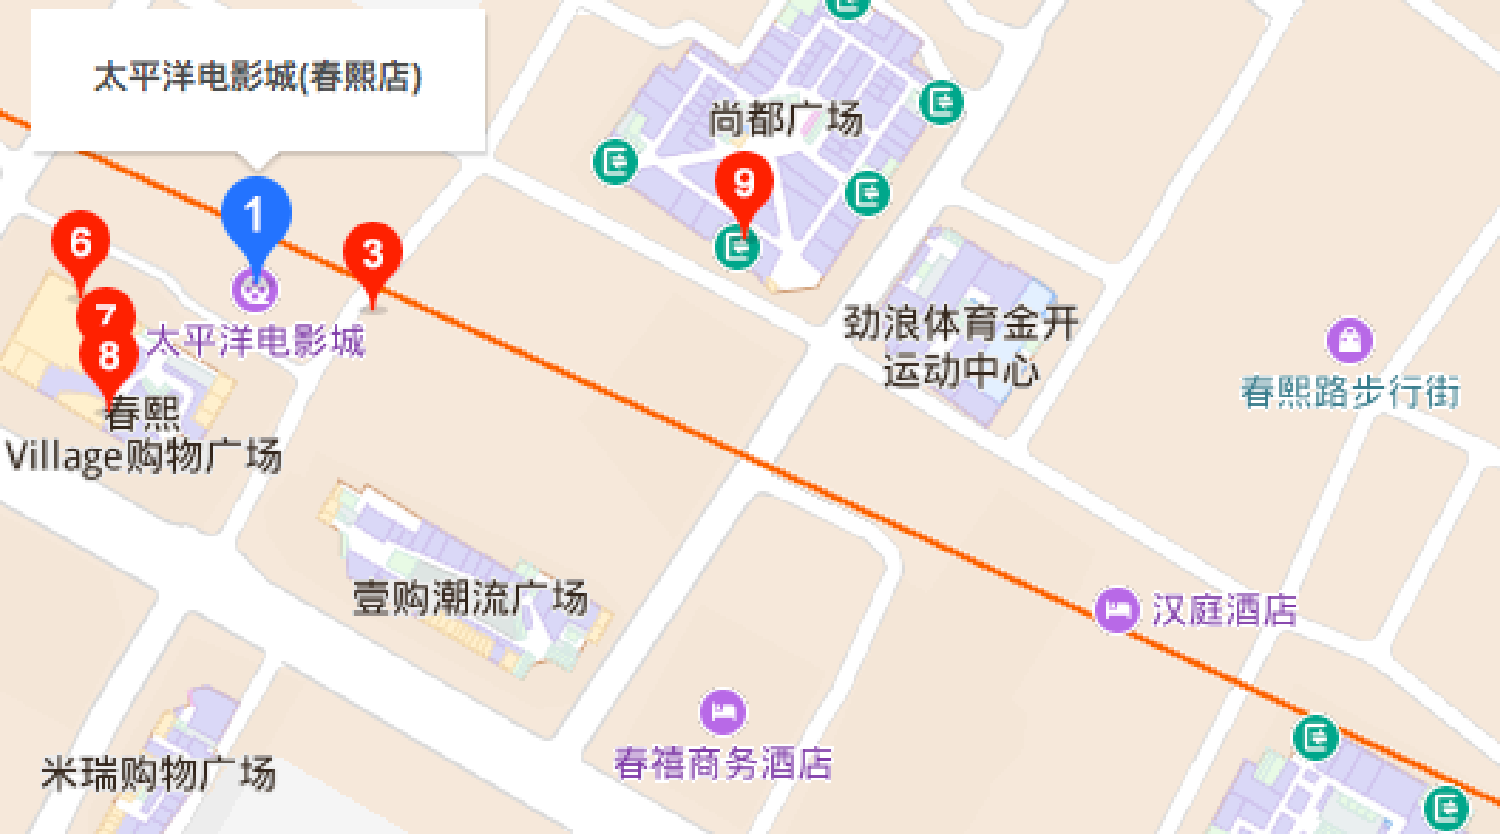 太平洋电影城(春熙店)
尚都广场
9
1
6
3
7
8
太平洋电影城
劲浪体育金开
运动中心
春熙路步行街
春熙
Village购物广场
壹购潮流广场
汉庭酒店
春禧商务酒店
米瑞购物广场